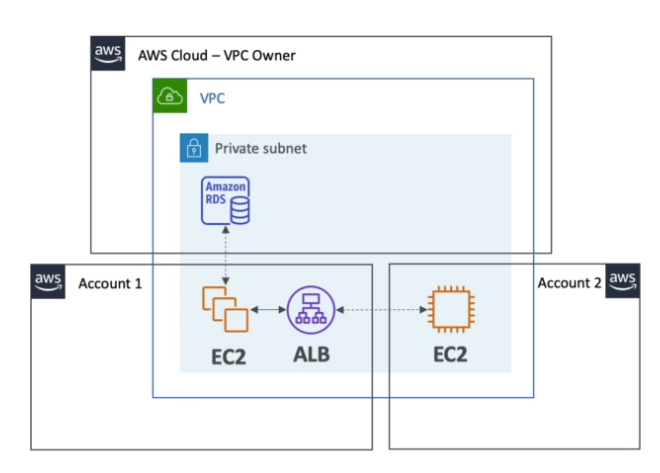 aws
AWS Cloud – VPC Owner
VPC
Private subnet
Amazon
RDS
aws
Account 1
Account 2
aws
EC2
ALB
EC2